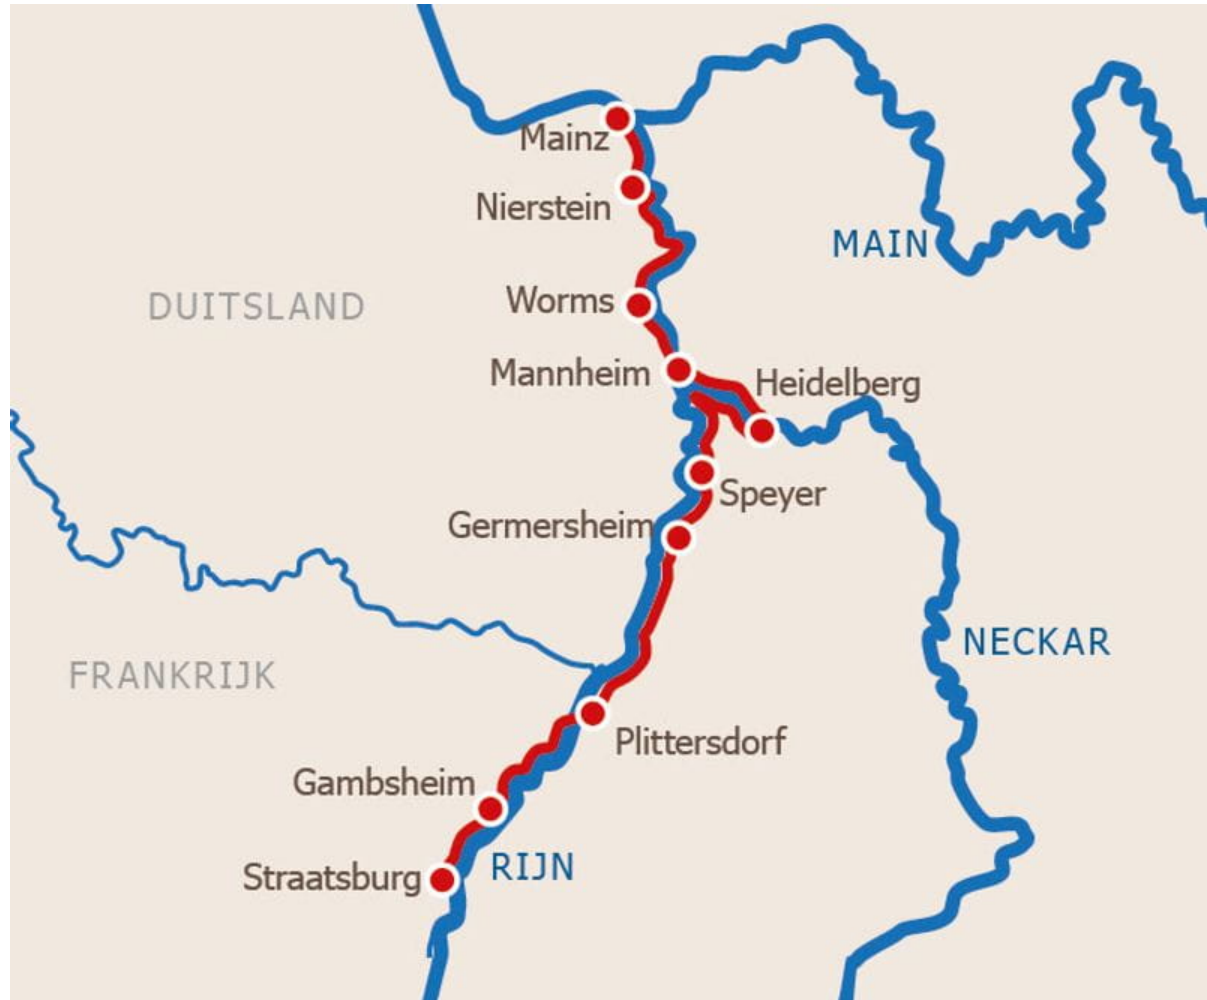 Mainz
Nierstein
MAIN
Worms
DUITSLAND
Mannheim
Heidelberg
Speyer
Germersheim
NECKAR
FRANKRIJK
Plittersdorf
Gambsheim
RIJN
Straatsburg